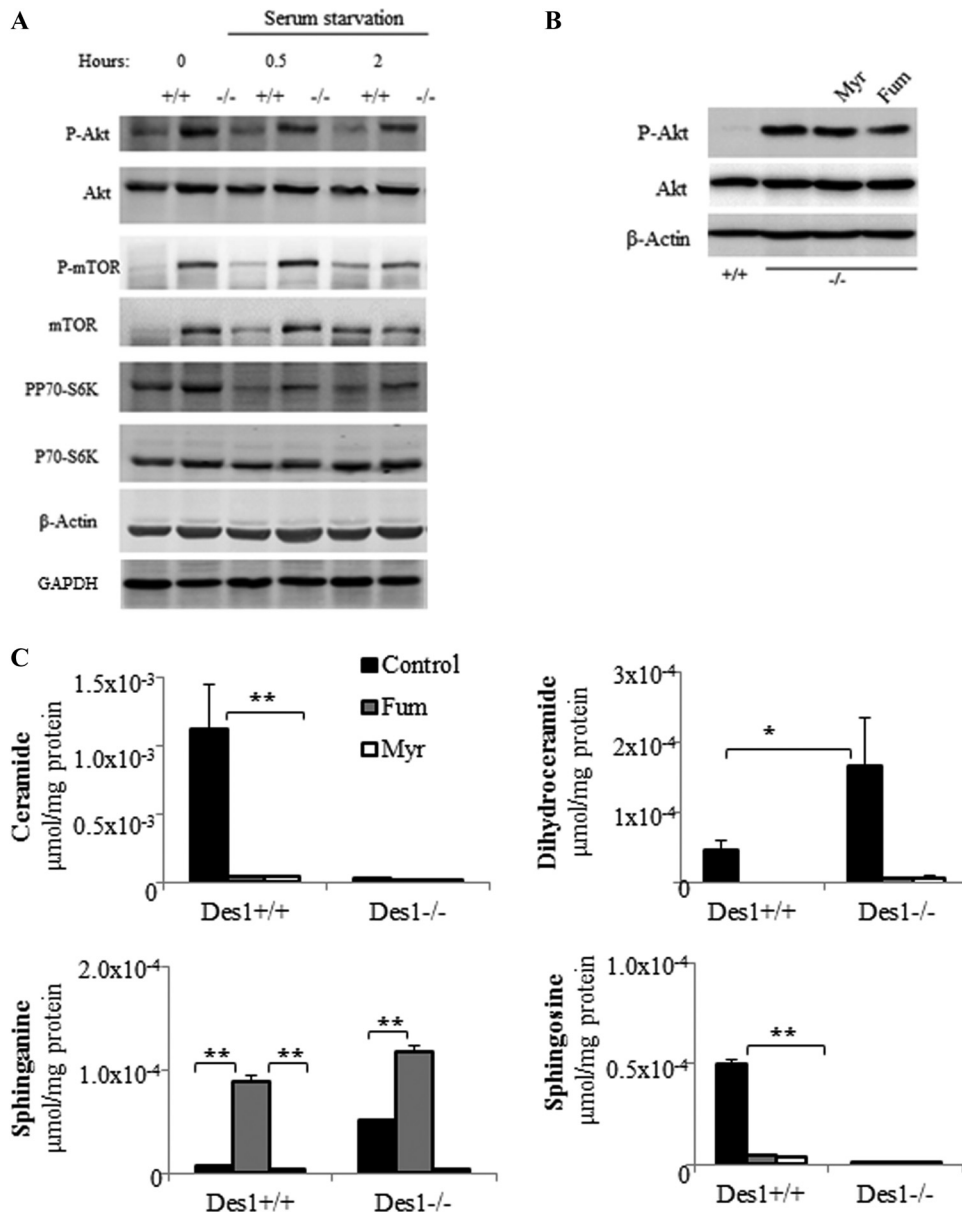 A
Serum starvation
Hours: 0 0.5 2
+/+ -/- +/+ -/- +/+ -/-
P-Akt
Akt
P-mTOR
mTOR
PP70-S6K
P70-S6K
β-Actin
GAPDH
B
Myr Fum
P-Akt
Akt
β-Actin
+/+ -/-
C
Ceramide
μmol/mg protein
1.5x10-3
1.0x10-3
0.5x10-3
0
**
Control
Fum
Myr
Des1+/+ Des1-/-
Dihydroceramide
μmol/mg protein
3x10-4
2x10-4
1x10-4
0
*
Des1+/+ Des1-/-
Sphinganine
μmol/mg protein
2.0x10-4
1.0x10-4
0
** ** **
Des1+/+ Des1-/-
Sphingosine
μmol/mg protein
1.0x10-4
0.5x10-4
0
**
Des1+/+ Des1-/-